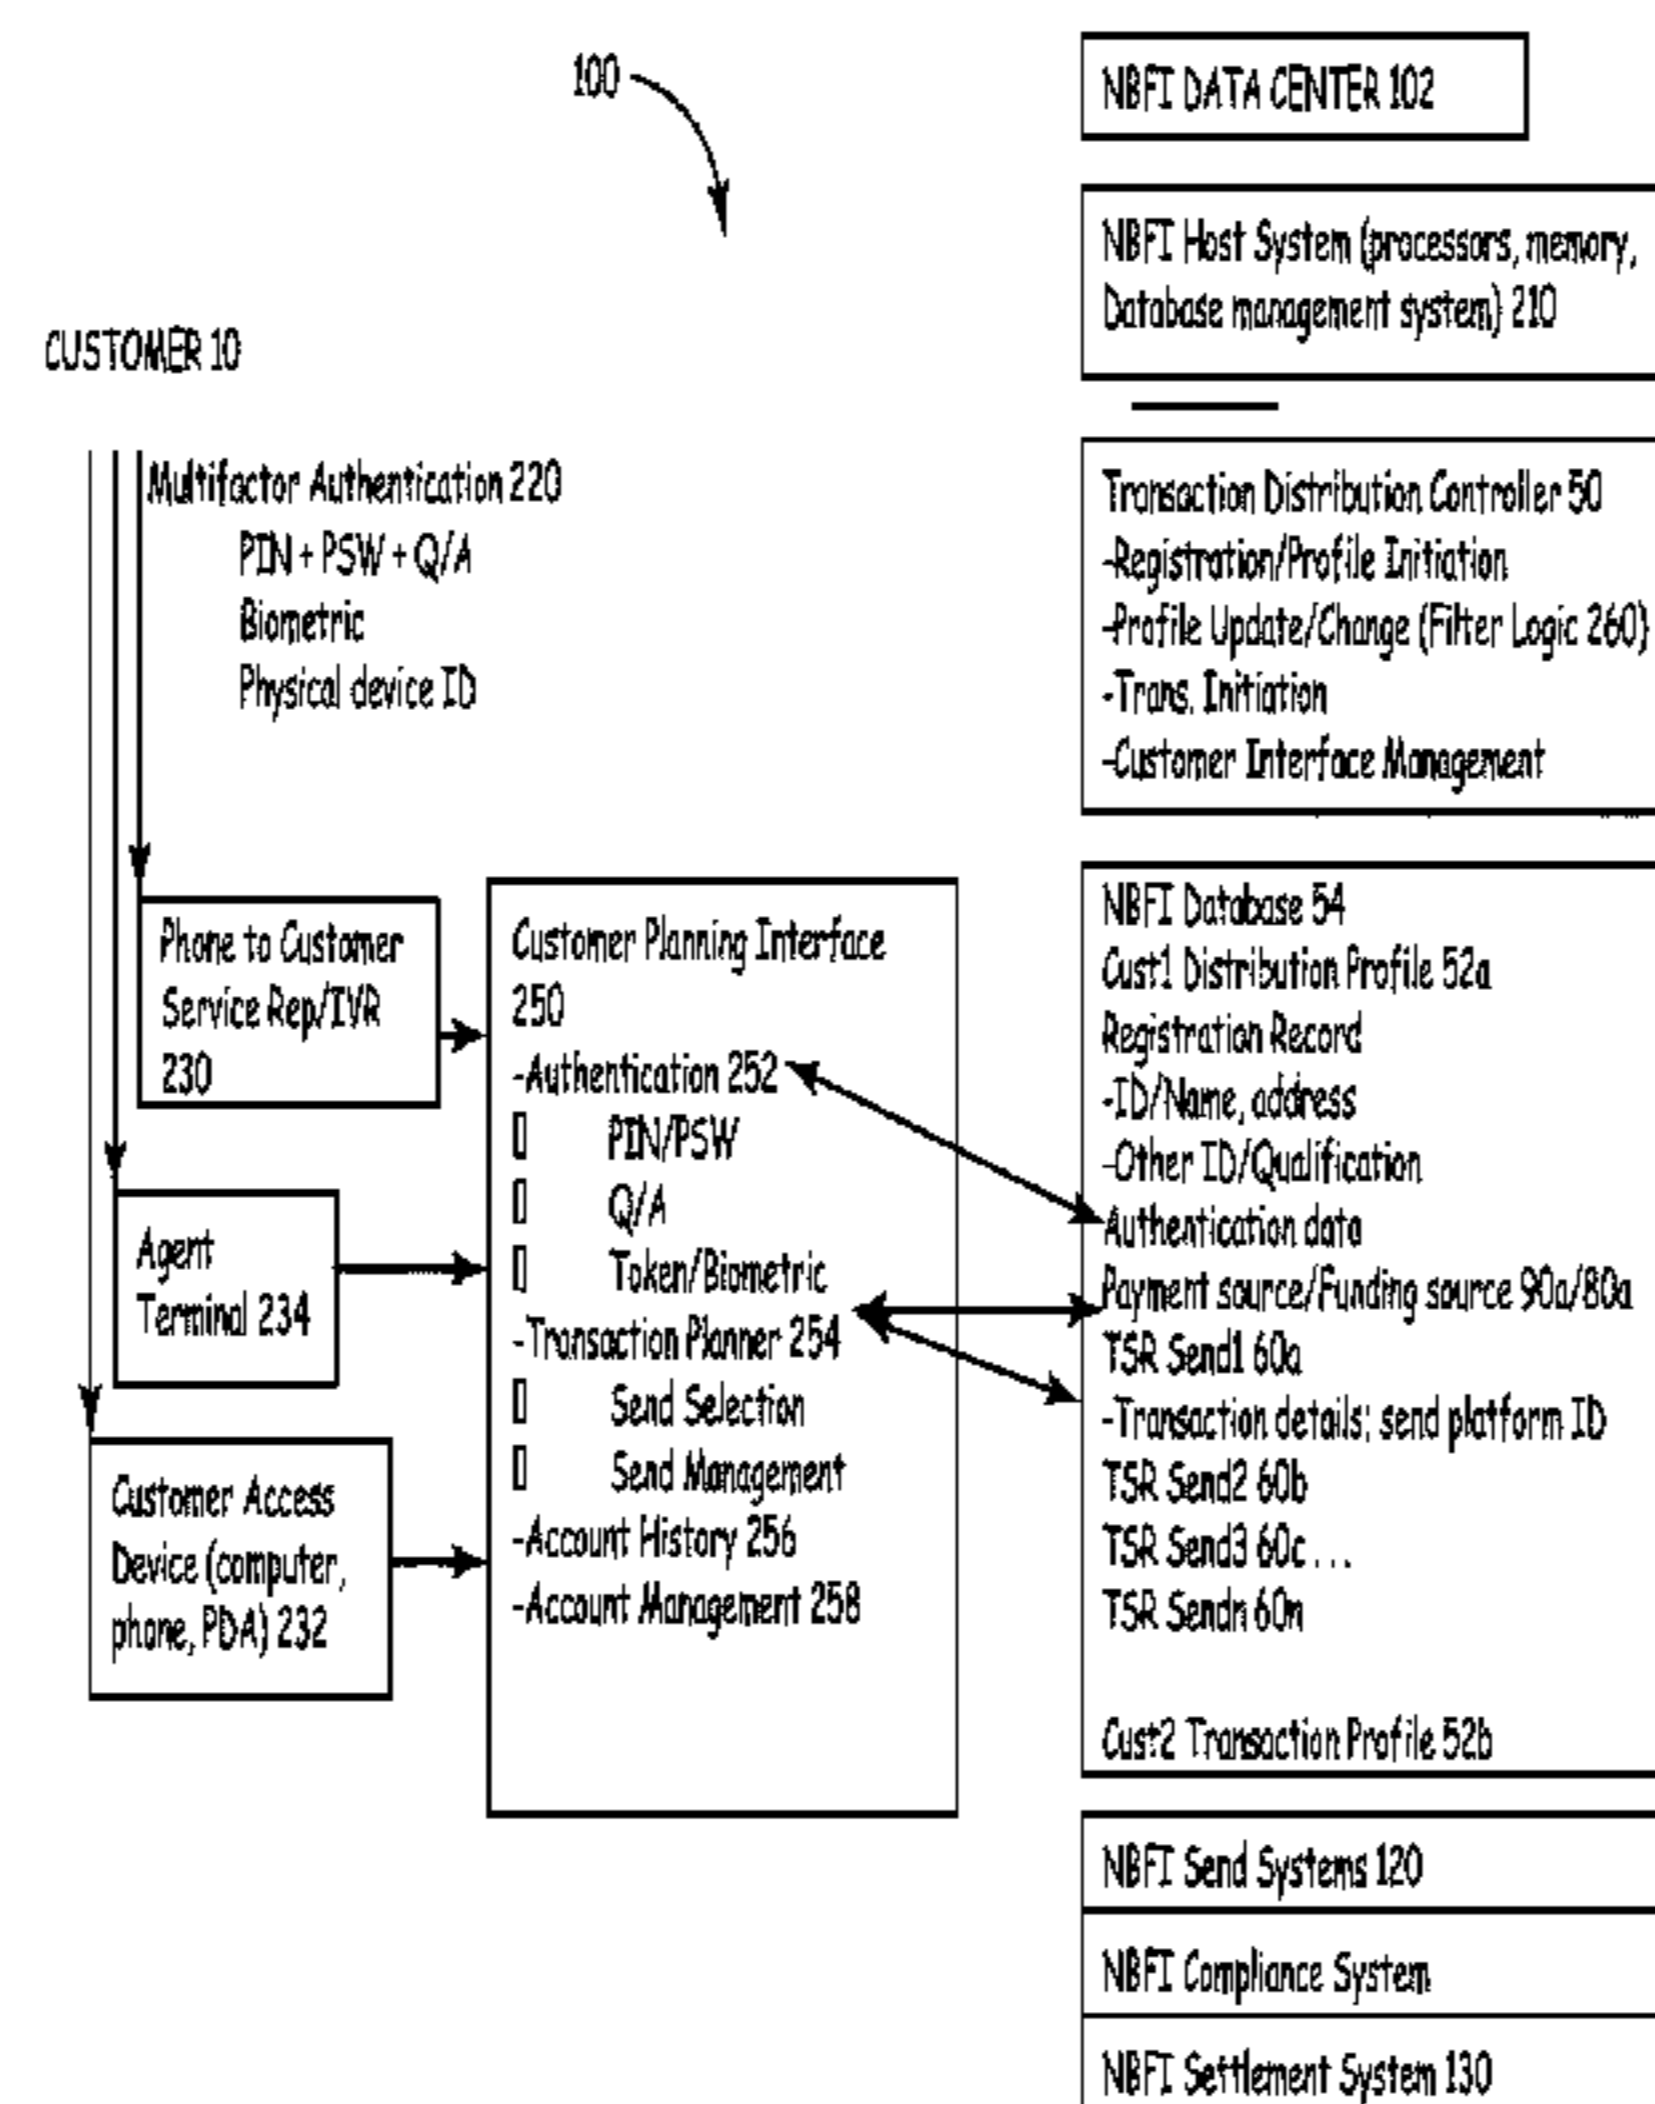 100
NBFI DATA CENTER 102
NBFI Host System (processors, memory,
Database management system) 210
CUSTOMER 10
Multifactor Authentication 220
PIN + PSW + Q/A
Biometric
Physical device ID
Transaction Distribution Controller 50
-Registration/Profile Initiation
-Profile Update/Change (Filter Logic 260)
-Trans. Initiation
-Customer Interface Management
Phone to Customer
Service Rep/IVR
230
Agent
Terminal 234
Customer Access
Device (computer,
phone, PDA) 232
Customer Planning Interface
250
-Authentication 252
PIN/PSW
Q/A
Token/Biometric
-Transaction Planner 254
Send Selection
Send Management
-Account History 256
-Account Management 258
NBFI Database 54
Cust1 Distribution Profile 52a
Registration Record
-ID/Name, address
-Other ID/Qualification
Authentication data
Payment source/Funding source 90a/80a
TSR Send1 60a
-Transaction details; send platform ID
TSR Send2 60b
TSR Send3 60c . . .
TSR Sendn 60n
Cust2 Transaction Profile 52b
NBFI Send Systems 120
NBFI Compliance System
NBFI Settlement System 130